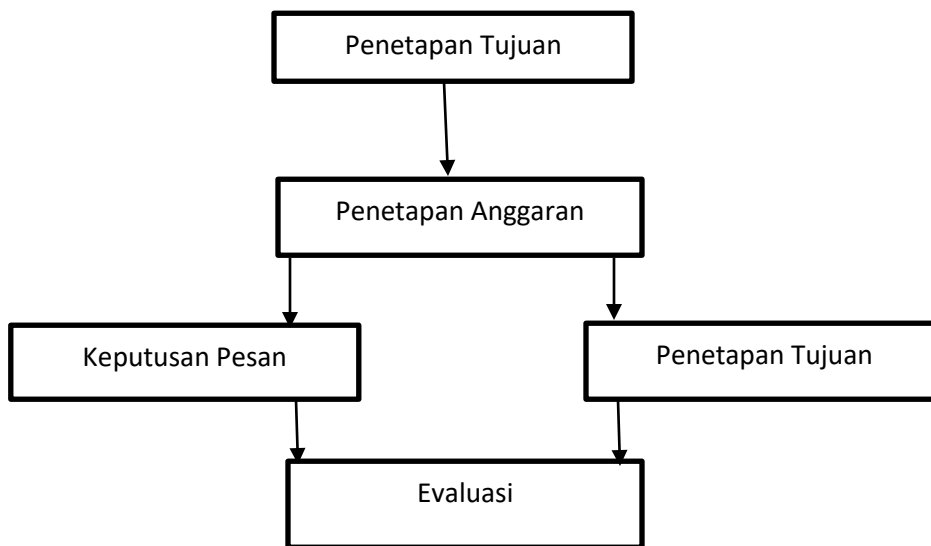 Penetapan Tujuan
Penetapan Anggaran
Keputusan Pesan
Penetapan Tujuan
Evaluasi